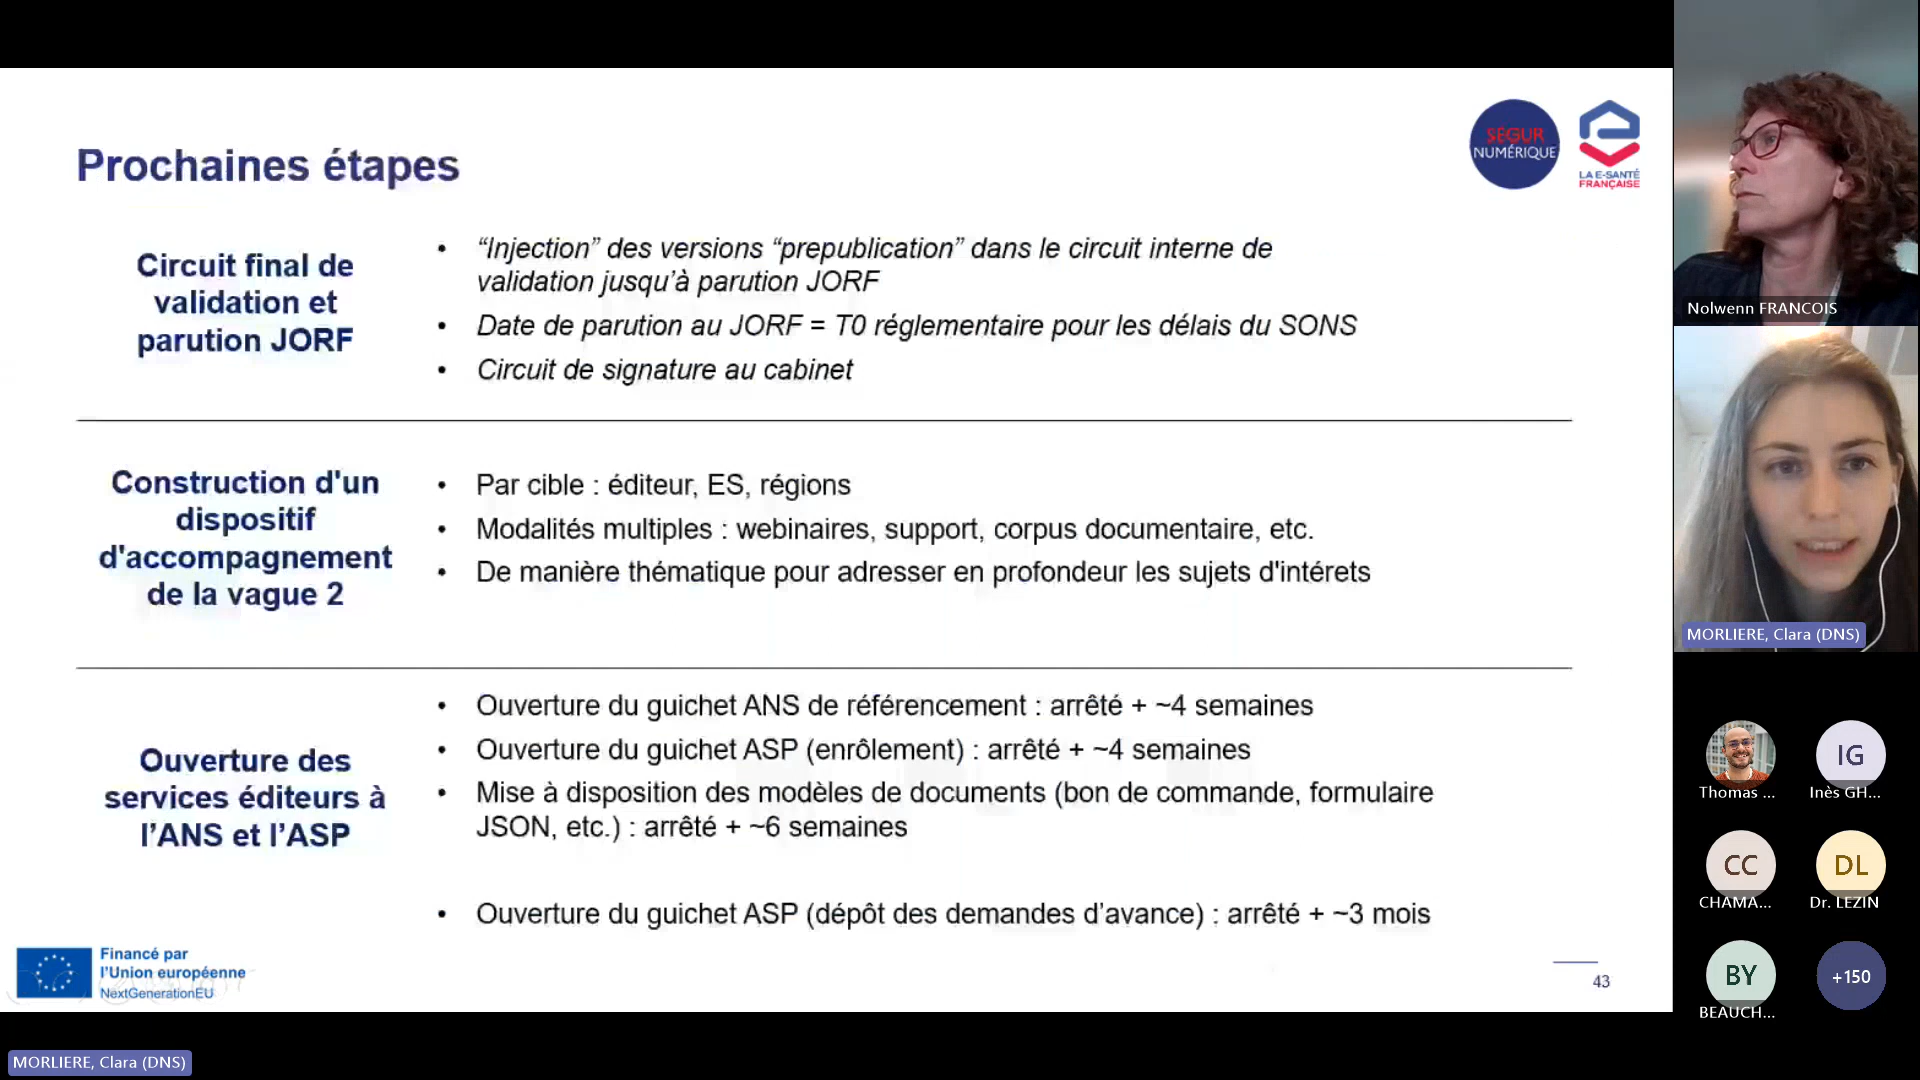 Prochaines étapes
SÉGUR
NUMÉRIQUE
LA E-SANTÉ
FRANÇAISE
Circuit final de
validation et
parution JORF
• “Injection” des versions “prepublication” dans le circuit interne de
validation jusqu’à parution JORF
• Date de parution au JORF = T0 réglementaire pour les délais du SONS
• Circuit de signature au cabinet
Construction d'un
dispositif
d'accompagnement
de la vague 2
• Par cible : éditeur, ES, régions
• Modalités multiples : webinaires, support, corpus documentaire, etc.
• De manière thématique pour adresser en profondeur les sujets d'intérets
Ouverture des
services éditeurs à
l’ANS et l’ASP
• Ouverture du guichet ANS de référencement : arrêté + ~4 semaines
• Ouverture du guichet ASP (enrôlement) : arrêté + ~4 semaines
• Mise à disposition des modèles de documents (bon de commande, formulaire
JSON, etc.) : arrêté + ~6 semaines
• Ouverture du guichet ASP (dépôt des demandes d’avance) : arrêté + ~3 mois
Financé par
l’Union européenne
NextGenerationEU
43
MORLIERE, Clara (DNS)
Nolwenn FRANCOIS
MORLIERE, Clara (DNS)
Thomas ...
IG
Inès GH...
CC
CHAMA...
DL
Dr. LEZIN
BY
BEAUCH...
+150